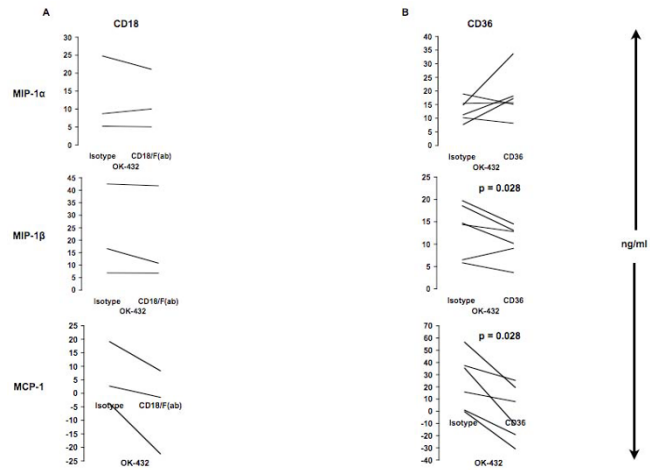 A
CD18
B
CD36
MIP-1α
30
25
20
15
10
5
0
Isotype CD18/F(ab)
OK-432
40
35
30
25
20
15
10
5
0
Isotype CD36
OK-432
MIP-1β
45
40
35
30
25
20
15
10
5
0
Isotype CD18/F(ab)
OK-432
25
20
15
10
5
0
p = 0.028
Isotype CD36
OK-432
ng/ml
MCP-1
25
20
15
10
5
0
-5
-10
-15
-20
-25
Isotype CD18/F(ab)
OK-432
70
60
50
40
30
20
10
0
-10
-20
-30
-40
p = 0.028
Isotype CD36
OK-432